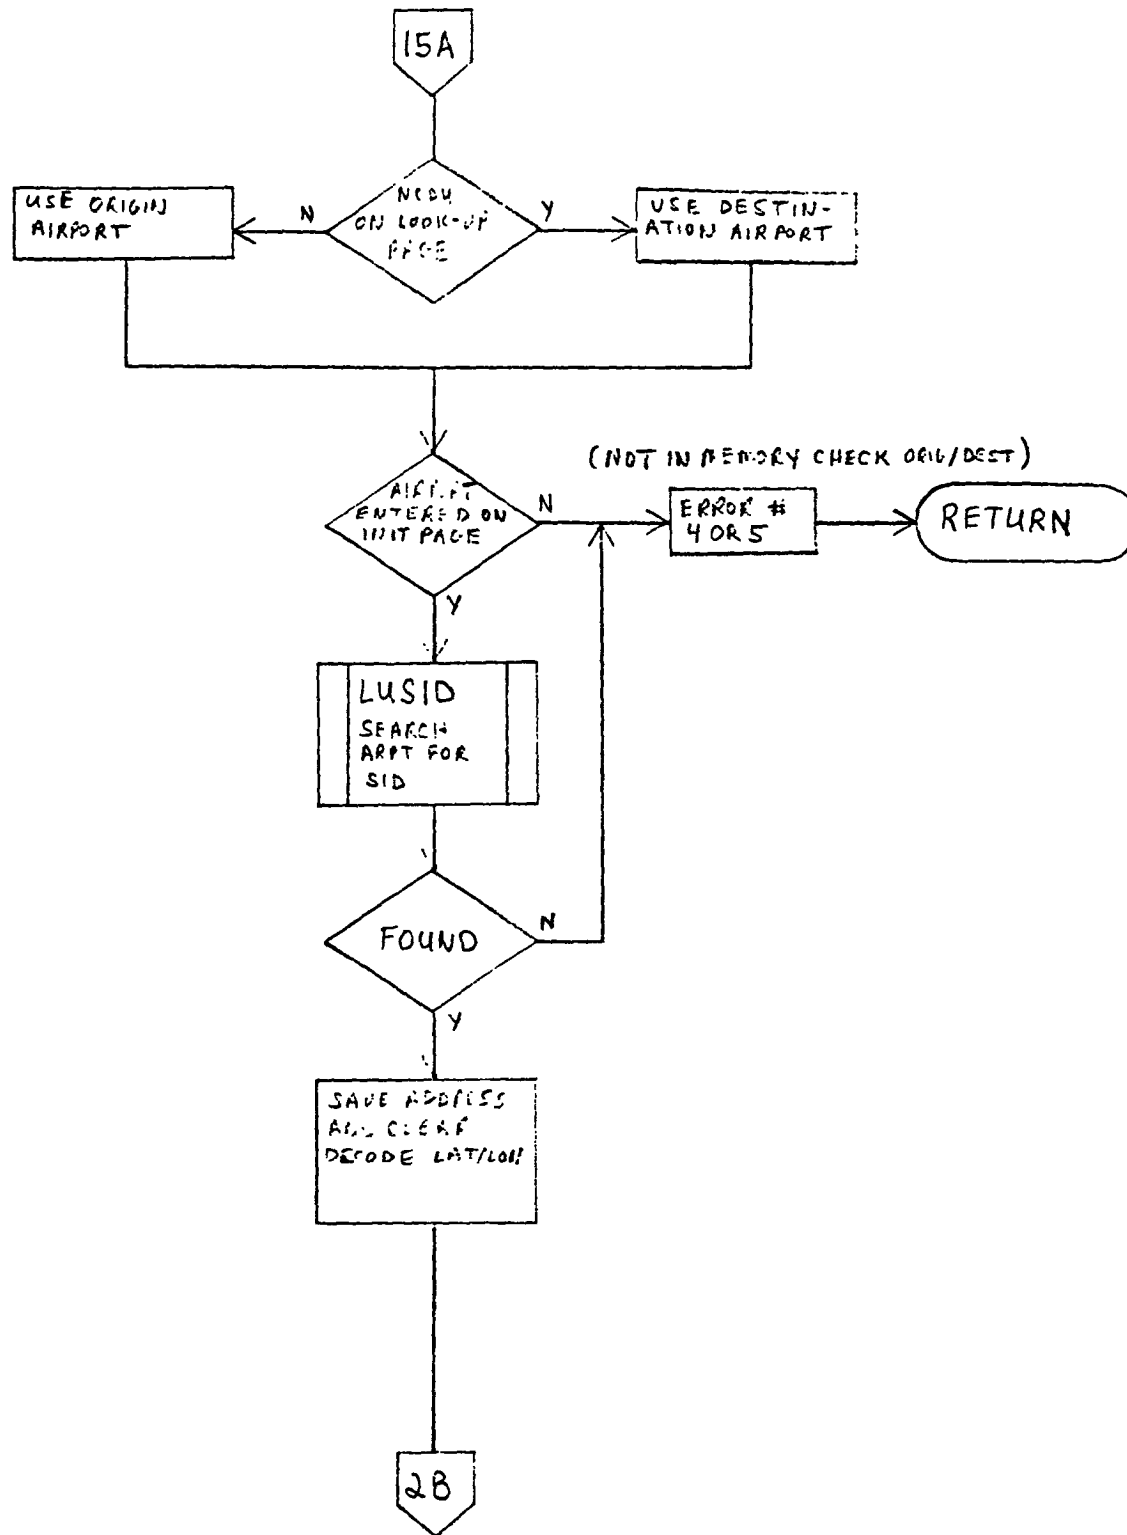 15A
ON LOOK-UP
PAGE
N
Y
USE ORIGIN
AIRPORT
USE DESTIN-
ATION AIRPORT
ENTERED ON
INIT PAGE
N
Y
(NOT IN MEMORY CHECK ORIG/DEST)
ERROR #
4 OR 5
RETURN
LUSID
SEARCH
ARPT FOR
SID
FOUND
N
Y
SAVE ADDRESS
CLEAR
DECODE LAT/LON
2B